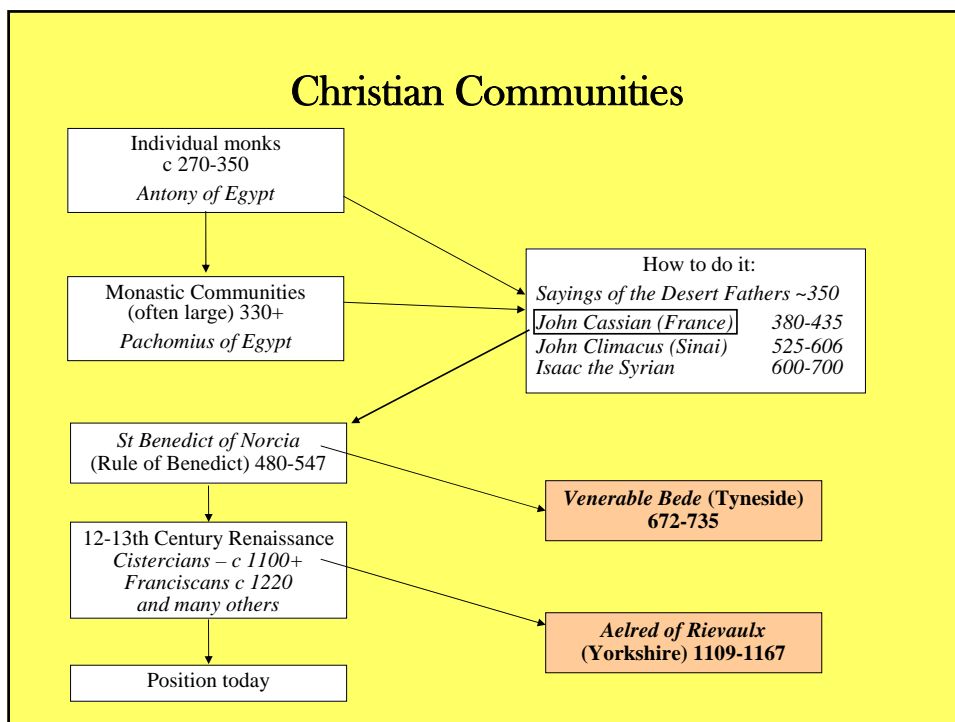 Christian Communities
Individual monks
c 270-350
Antony of Egypt
Monastic Communities
(often large) 330+
Pachomius of Egypt
How to do it:
Sayings of the Desert Fathers ~350
John Cassian (France) 380-435
John Climacus (Sinai) 525-606
Isaac the Syrian 600-700
St Benedict of Norcia
(Rule of Benedict) 480-547
Venerable Bede (Tyneside)
672-735
12-13th Century Renaissance
Cistercians – c 1100+
Franciscans c 1220
and many others
Aelred of Rievaulx
(Yorkshire) 1109-1167
Position today